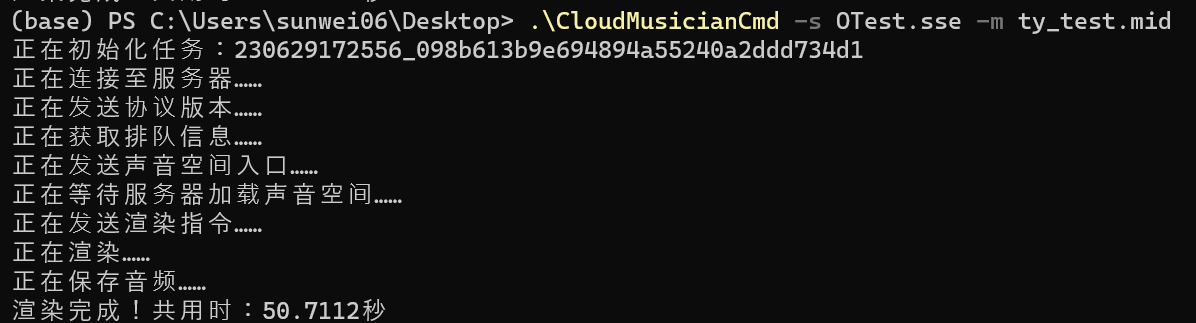 (base) PS C:\Users\sunwei06\Desktop> .\CloudMusicianCmd -s OTest.sse -m ty_test.mid
正在初始化任务：230629172556_098b613b9e694894a55240a2ddd734d1
正在连接至服务器……
正在发送协议版本……
正在获取排队信息……
正在发送声音空间入口……
正在等待服务器加载声音空间……
正在发送渲染指令……
正在渲染……
正在保存音频……
渲染完成！共用时：50.7112秒